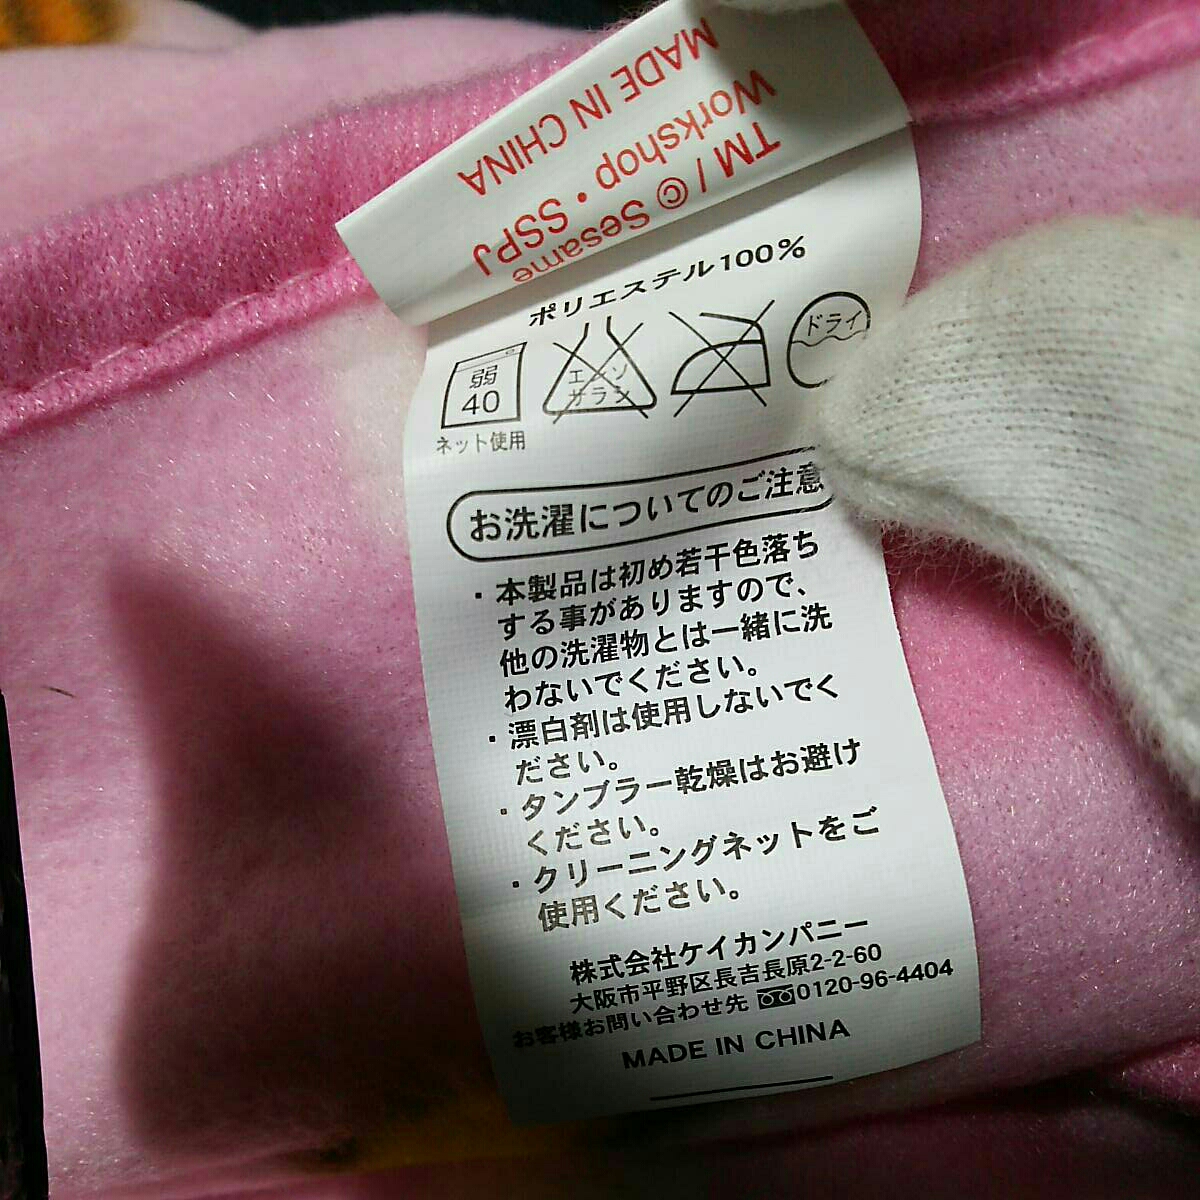 TM / © Sesame
Workshop・SSPJ
MADE IN CHINA
ポリエステル100%
弱
40
ネット使用
エンソ
サラシ
ドライ
お洗濯についてのご注意
・本製品は初め若干色落ち
する事がありますので、
他の洗濯物とは一緒に洗
わないでください。
・漂白剤は使用しないでく
ださい。
・タンブラー乾燥はお避け
ください。
・クリーニングネットをご
使用ください。
株式会社ケイカンパニー
大阪市平野区長吉長原2-2-60
お客様お問い合わせ先 0120-96-4404
MADE IN CHINA